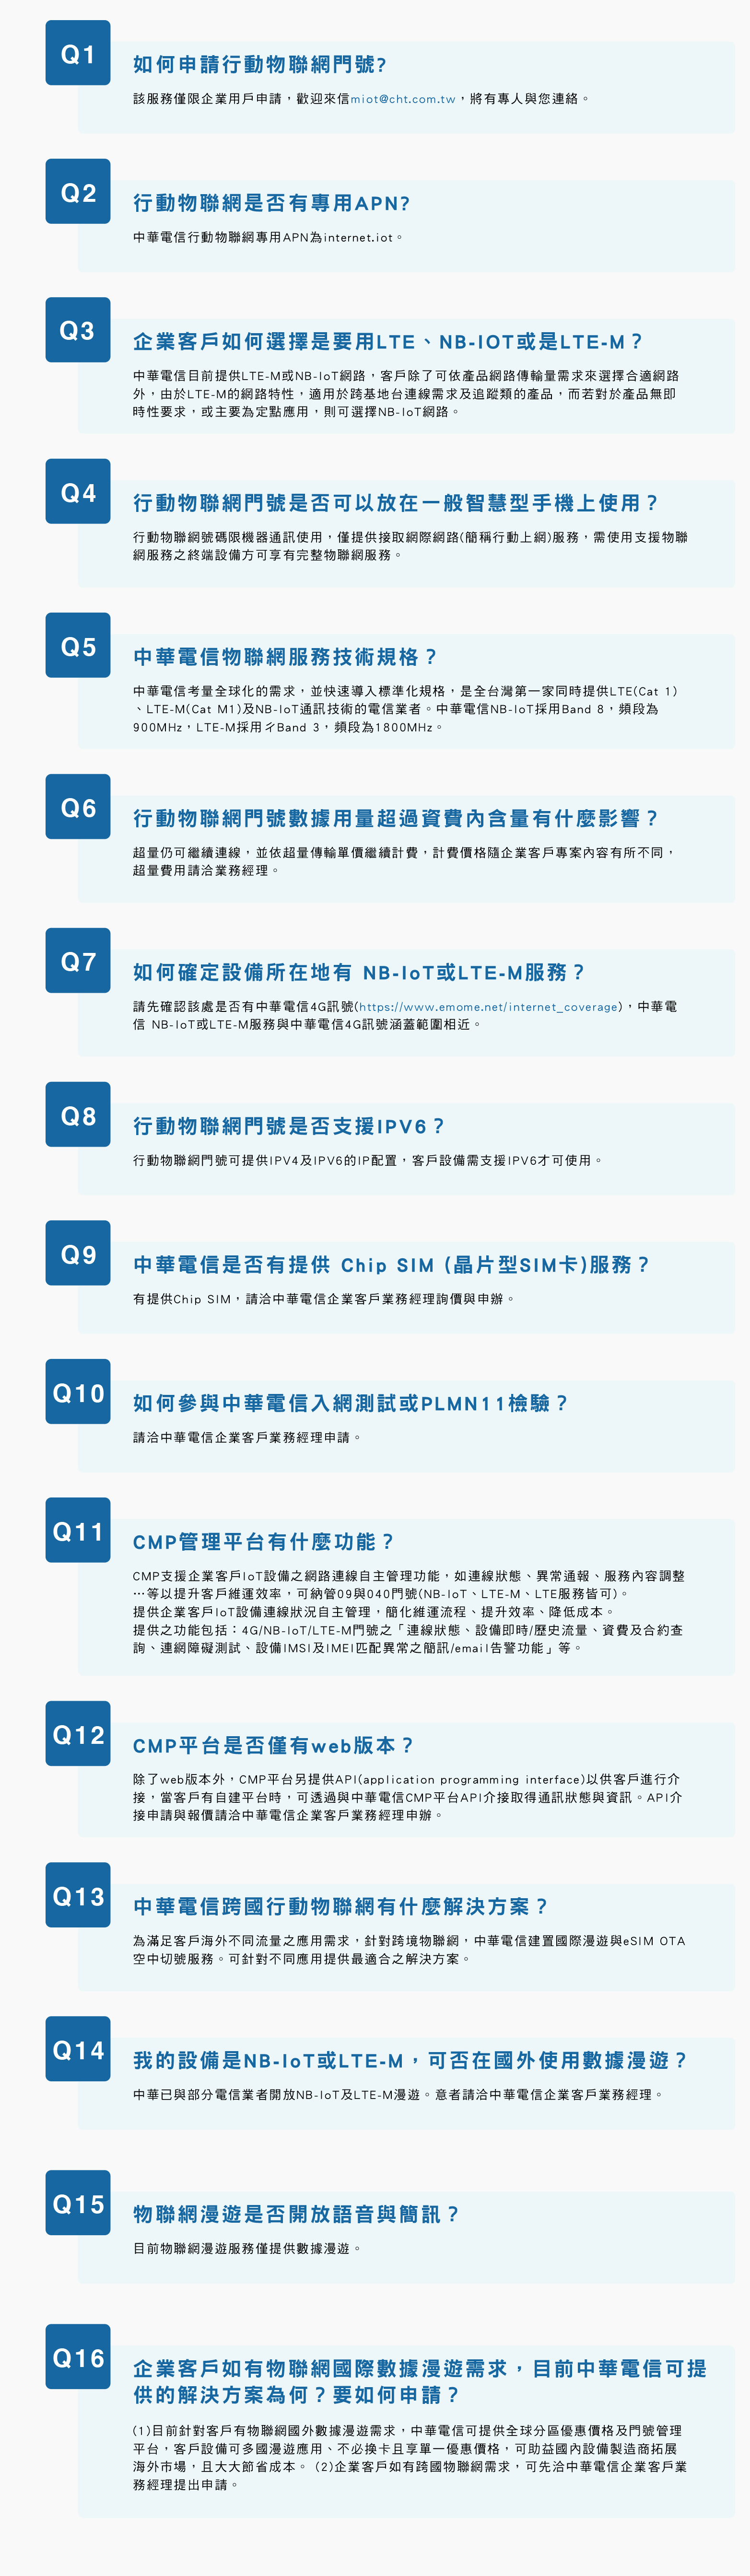 Q1
如何申請行動物聯網門號?
該服務僅限企業用戶申請，歡迎來信miot@cht.com.tw，將有專人與您連絡。
Q2
行動物聯網是否有專用APN?
中華電信行動物聯網專用APN為internet.iot。
Q3
企業客戶如何選擇是要用LTE、NB-IOT或是LTE-M？
中華電信目前提供LTE-M或NB-IoT網路，客戶除了可依產品網路傳輸量需求來選擇合適網路
外，由於LTE-M的網路特性，適用於跨基地台連線需求及追蹤類的產品，而若對於產品無即
時性要求，或主要為定點應用，則可選擇NB-IoT網路。
Q4
行動物聯網門號是否可以放在一般智慧型手機上使用？
行動物聯網號碼限機器通訊使用，僅提供接取網際網路(簡稱行動上網)服務，需使用支援物聯
網服務之終端設備方可享有完整物聯網服務。
Q5
中華電信物聯網服務技術規格？
中華電信考量全球化的需求，並快速導入標準化規格，是全台灣第一家同時提供LTE(Cat 1)
、LTE-M(Cat M1)及NB-IoT通訊技術的電信業者。中華電信NB-IoT採用Band 8，頻段為
900MHz，LTE-M採用ㄔBand 3，頻段為1800MHz。
Q6
行動物聯網門號數據用量超過資費內含量有什麼影響？
超量仍可繼續連線，並依超量傳輸單價繼續計費，計費價格隨企業客戶專案內容有所不同，
超量費用請洽業務經理。
Q7
如何確定設備所在地有 NB-IoT或LTE-M服務？
請先確認該處是否有中華電信4G訊號(https://www.emome.net/internet_coverage)，中華電
信 NB-IoT或LTE-M服務與中華電信4G訊號涵蓋範圍相近。
Q8
行動物聯網門號是否支援IPV6？
行動物聯網門號可提供IPV4及IPV6的IP配置，客戶設備需支援IPV6才可使用。
Q9
中華電信是否有提供 Chip SIM (晶片型SIM卡)服務？
有提供Chip SIM，請洽中華電信企業客戶業務經理詢價與申辦。
Q10
如何參與中華電信入網測試或PLMN11檢驗？
請洽中華電信企業客戶業務經理申請。
Q11
CMP管理平台有什麼功能？
CMP支援企業客戶IoT設備之網路連線自主管理功能，如連線狀態、異常通報、服務內容調整
…等以提升客戶維運效率，可納管09與040門號(NB-IoT、LTE-M、LTE服務皆可)。
提供企業客戶IoT設備連線狀況自主管理，簡化維運流程、提升效率、降低成本。
提供之功能包括：4G/NB-IoT/LTE-M門號之「連線狀態、設備即時/歷史流量、資費及合約查
詢、連網障礙測試、設備IMSI及IMEI匹配異常之簡訊/email告警功能」等。
Q12
CMP平台是否僅有web版本？
除了web版本外，CMP平台另提供API(application programming interface)以供客戶進行介
接，當客戶有自建平台時，可透過與中華電信CMP平台API介接取得通訊狀態與資訊。API介
接申請與報價請洽中華電信企業客戶業務經理申辦。
Q13
中華電信跨國行動物聯網有什麼解決方案？
為滿足客戶海外不同流量之應用需求，針對跨境物聯網，中華電信建置國際漫遊與eSIM OTA
空中切號服務。可針對不同應用提供最適合之解決方案。
Q14
我的設備是NB-IoT或LTE-M，可否在國外使用數據漫遊？
中華已與部分電信業者開放NB-IoT及LTE-M漫遊。意者請洽中華電信企業客戶業務經理。
Q15
物聯網漫遊是否開放語音與簡訊？
目前物聯網漫遊服務僅提供數據漫遊。
Q16
企業客戶如有物聯網國際數據漫遊需求，目前中華電信可提
供的解決方案為何？要如何申請？
(1)目前針對客戶有物聯網國外數據漫遊需求，中華電信可提供全球分區優惠價格及門號管理
平台，客戶設備可多國漫遊應用、不必換卡且享單一優惠價格，可助益國內設備製造商拓展
海外市場，且大大節省成本。 (2)企業客戶如有跨國物聯網需求，可先洽中華電信企業客戶業
務經理提出申請。